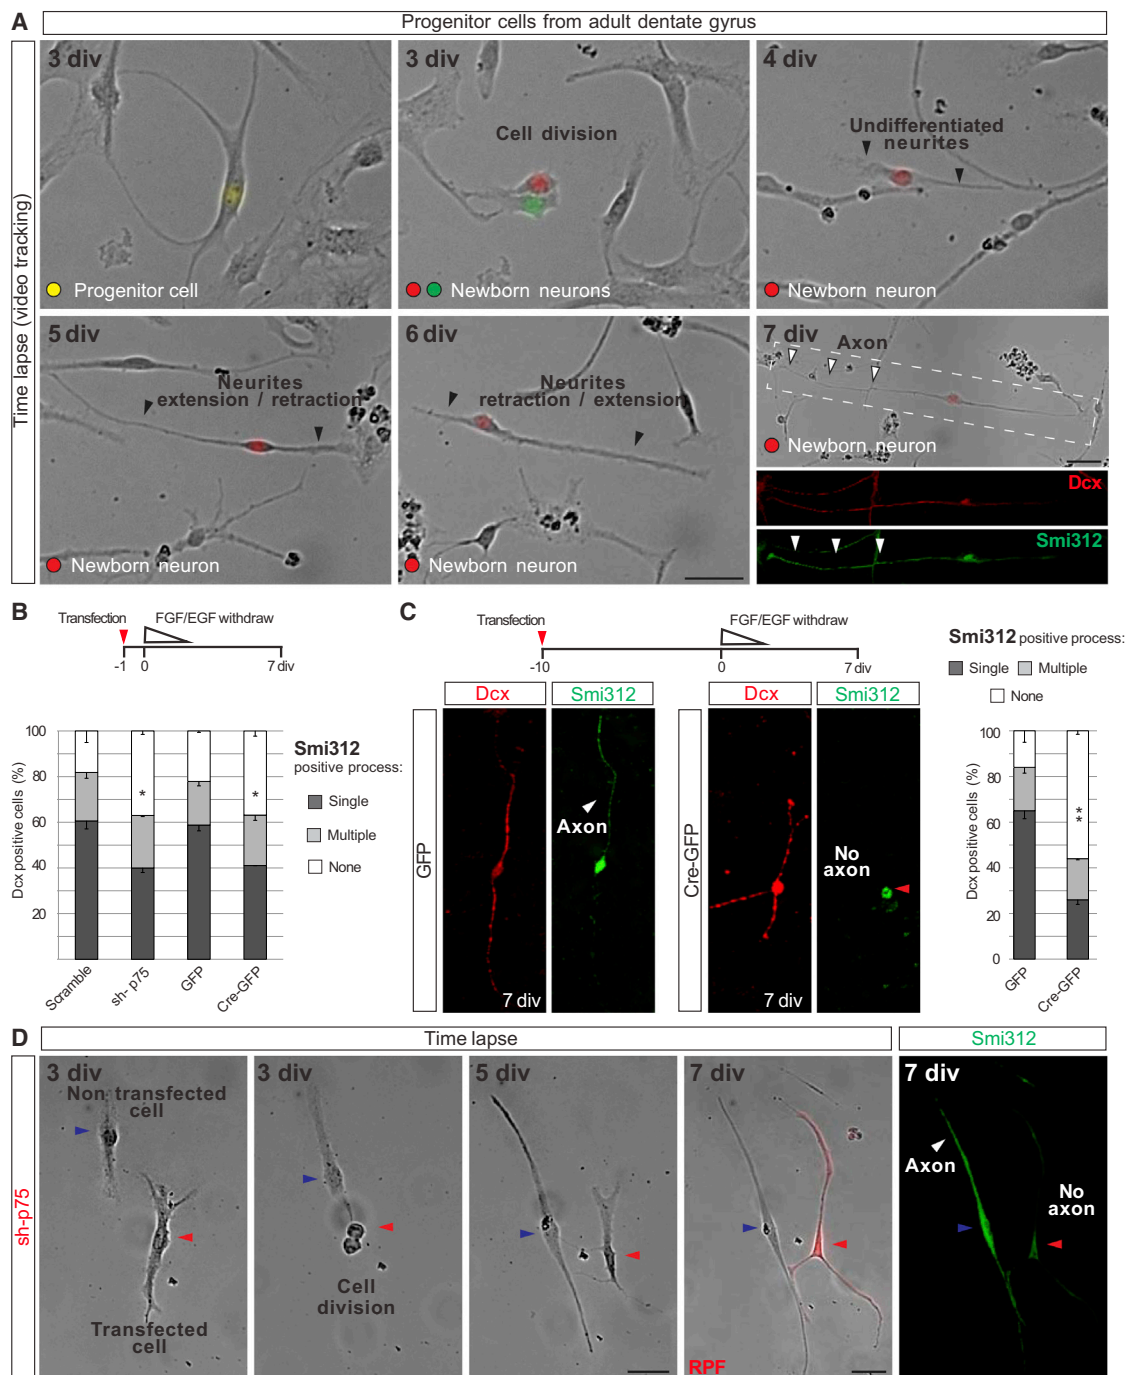 A
Progenitor cells from adult dentate gyrus
Time lapse (video tracking)
3 div
Progenitor cell
3 div
Cell division
Newborn neurons
4 div
Undifferentiated
neurites
Newborn neuron
5 div
Neurites
extension / retraction
Newborn neuron
6 div
Neurites
retraction / extension
Newborn neuron
7 div
Axon
Newborn neuron
Dcx
Smi312
B
Transfection
FGF/EGF withdraw
-1
0
7 div
Dcx positive cells (%)
100
80
60
40
20
*
*
Scramble
sh- p75
GFP
Cre-GFP
Smi312
positive process:
Single
Multiple
None
C
Transfection
FGF/EGF withdraw
-10
0
7 div
Dcx
Smi312
GFP
Axon
7 div
Dcx
Smi312
Cre-GFP
No
axon
7 div
Smi312 positive process:
Single
Multiple
None
Dcx positive cells (%)
100
80
60
40
20
0
*
*
GFP
Cre-GFP
D
Time lapse
Smi312
sh-p75
3 div
Non transfected
cell
Transfected
cell
3 div
Cell
division
5 div
7 div
RPF
7 div
Axon
No
axon